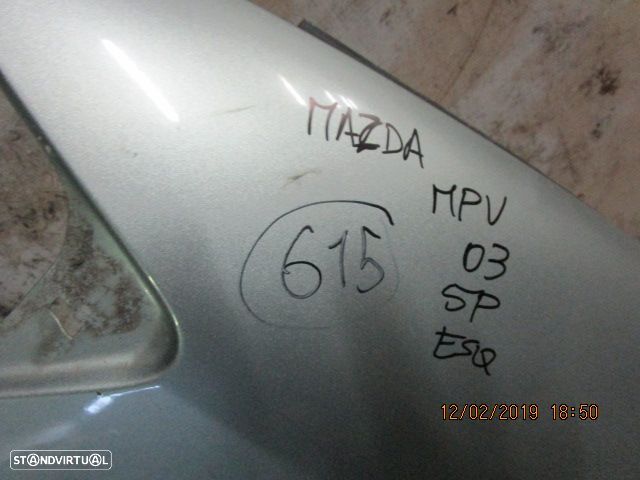 MAZDA
MPV
03
SP
ESQ
615
12/02/2019 18:50
STANDVIRTUAL